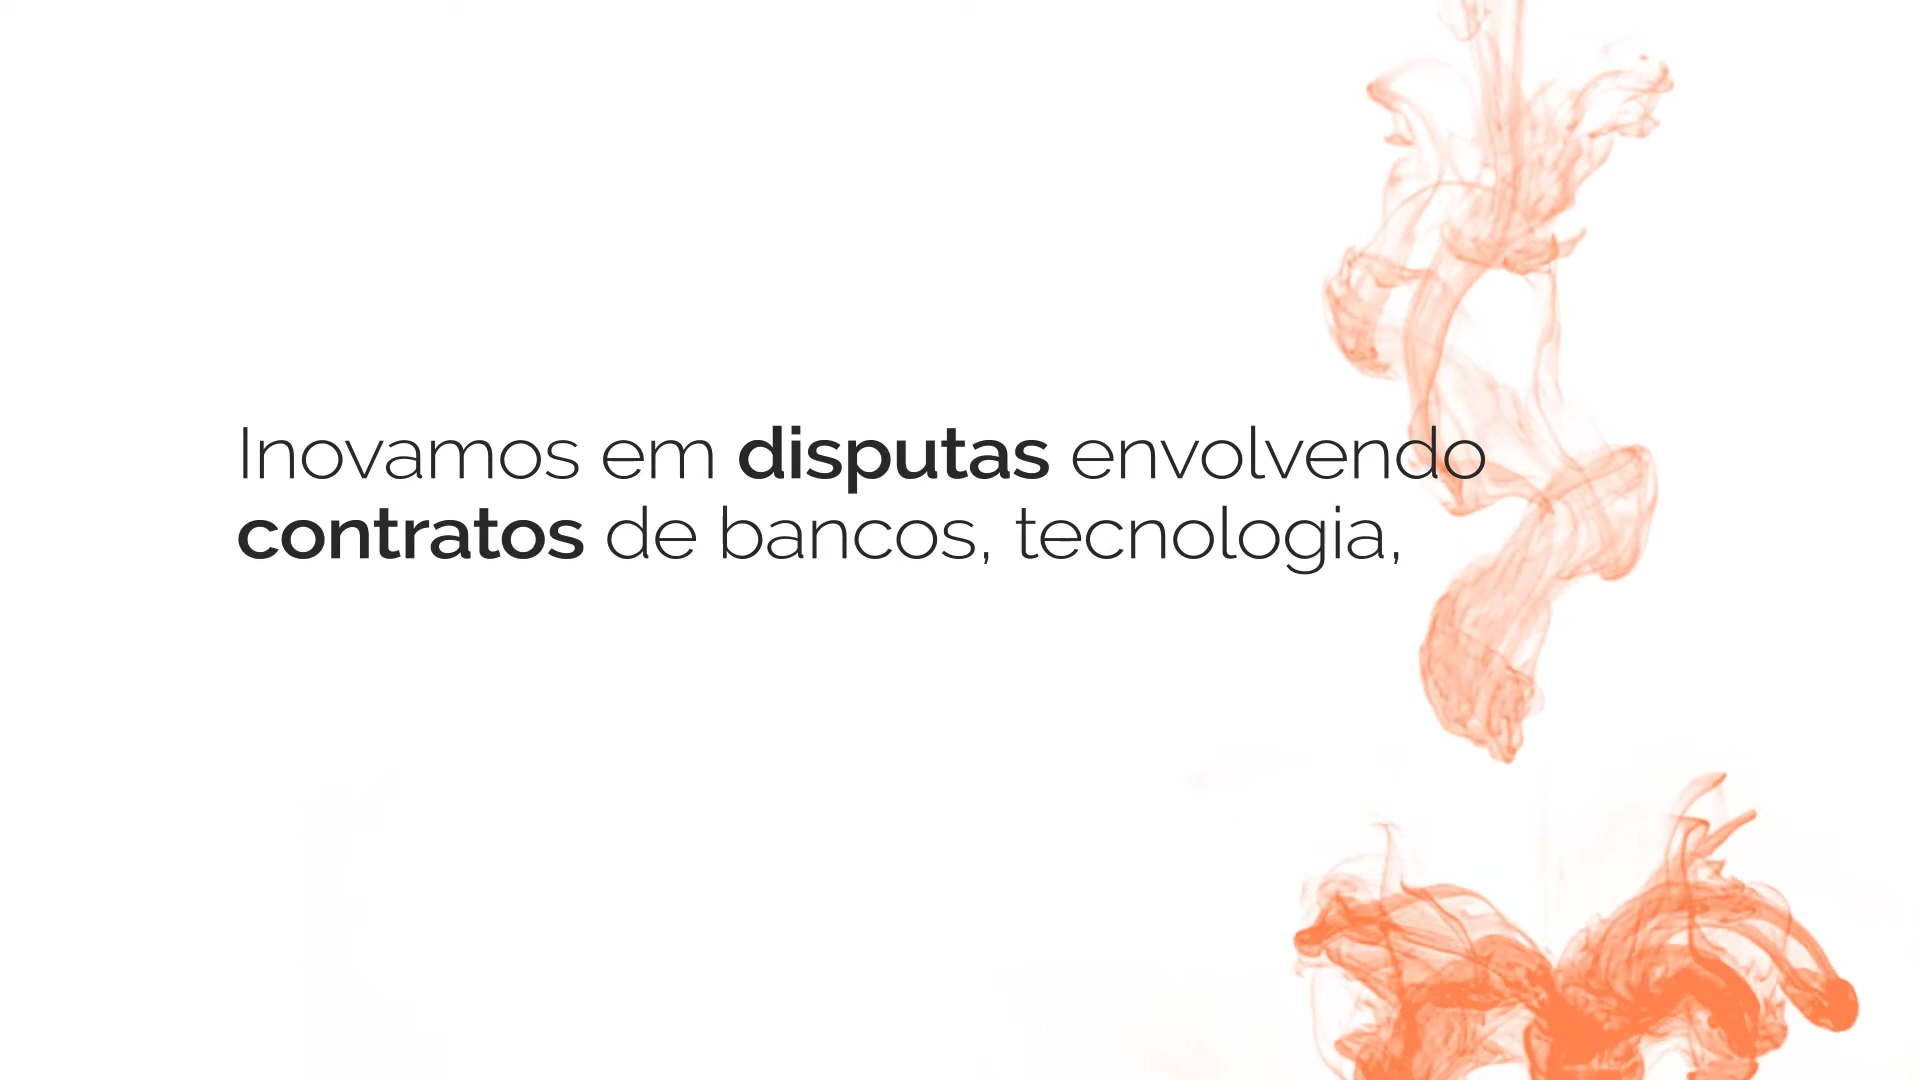 Inovamos em disputas envolvendo
contratos de bancos, tecnologia,